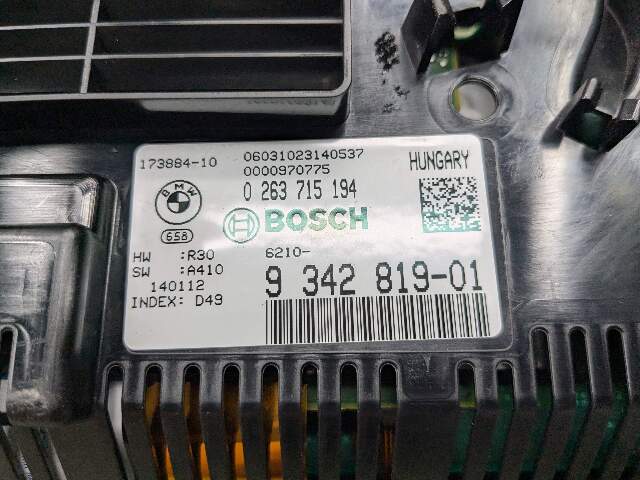 173884-10
06031023140537
HUNGARY
0000970775
0 263 715 194
BMW
BOSCH
658
HW :R30
6210-
SW :A410
9 342 819-01
140112
INDEX: D49